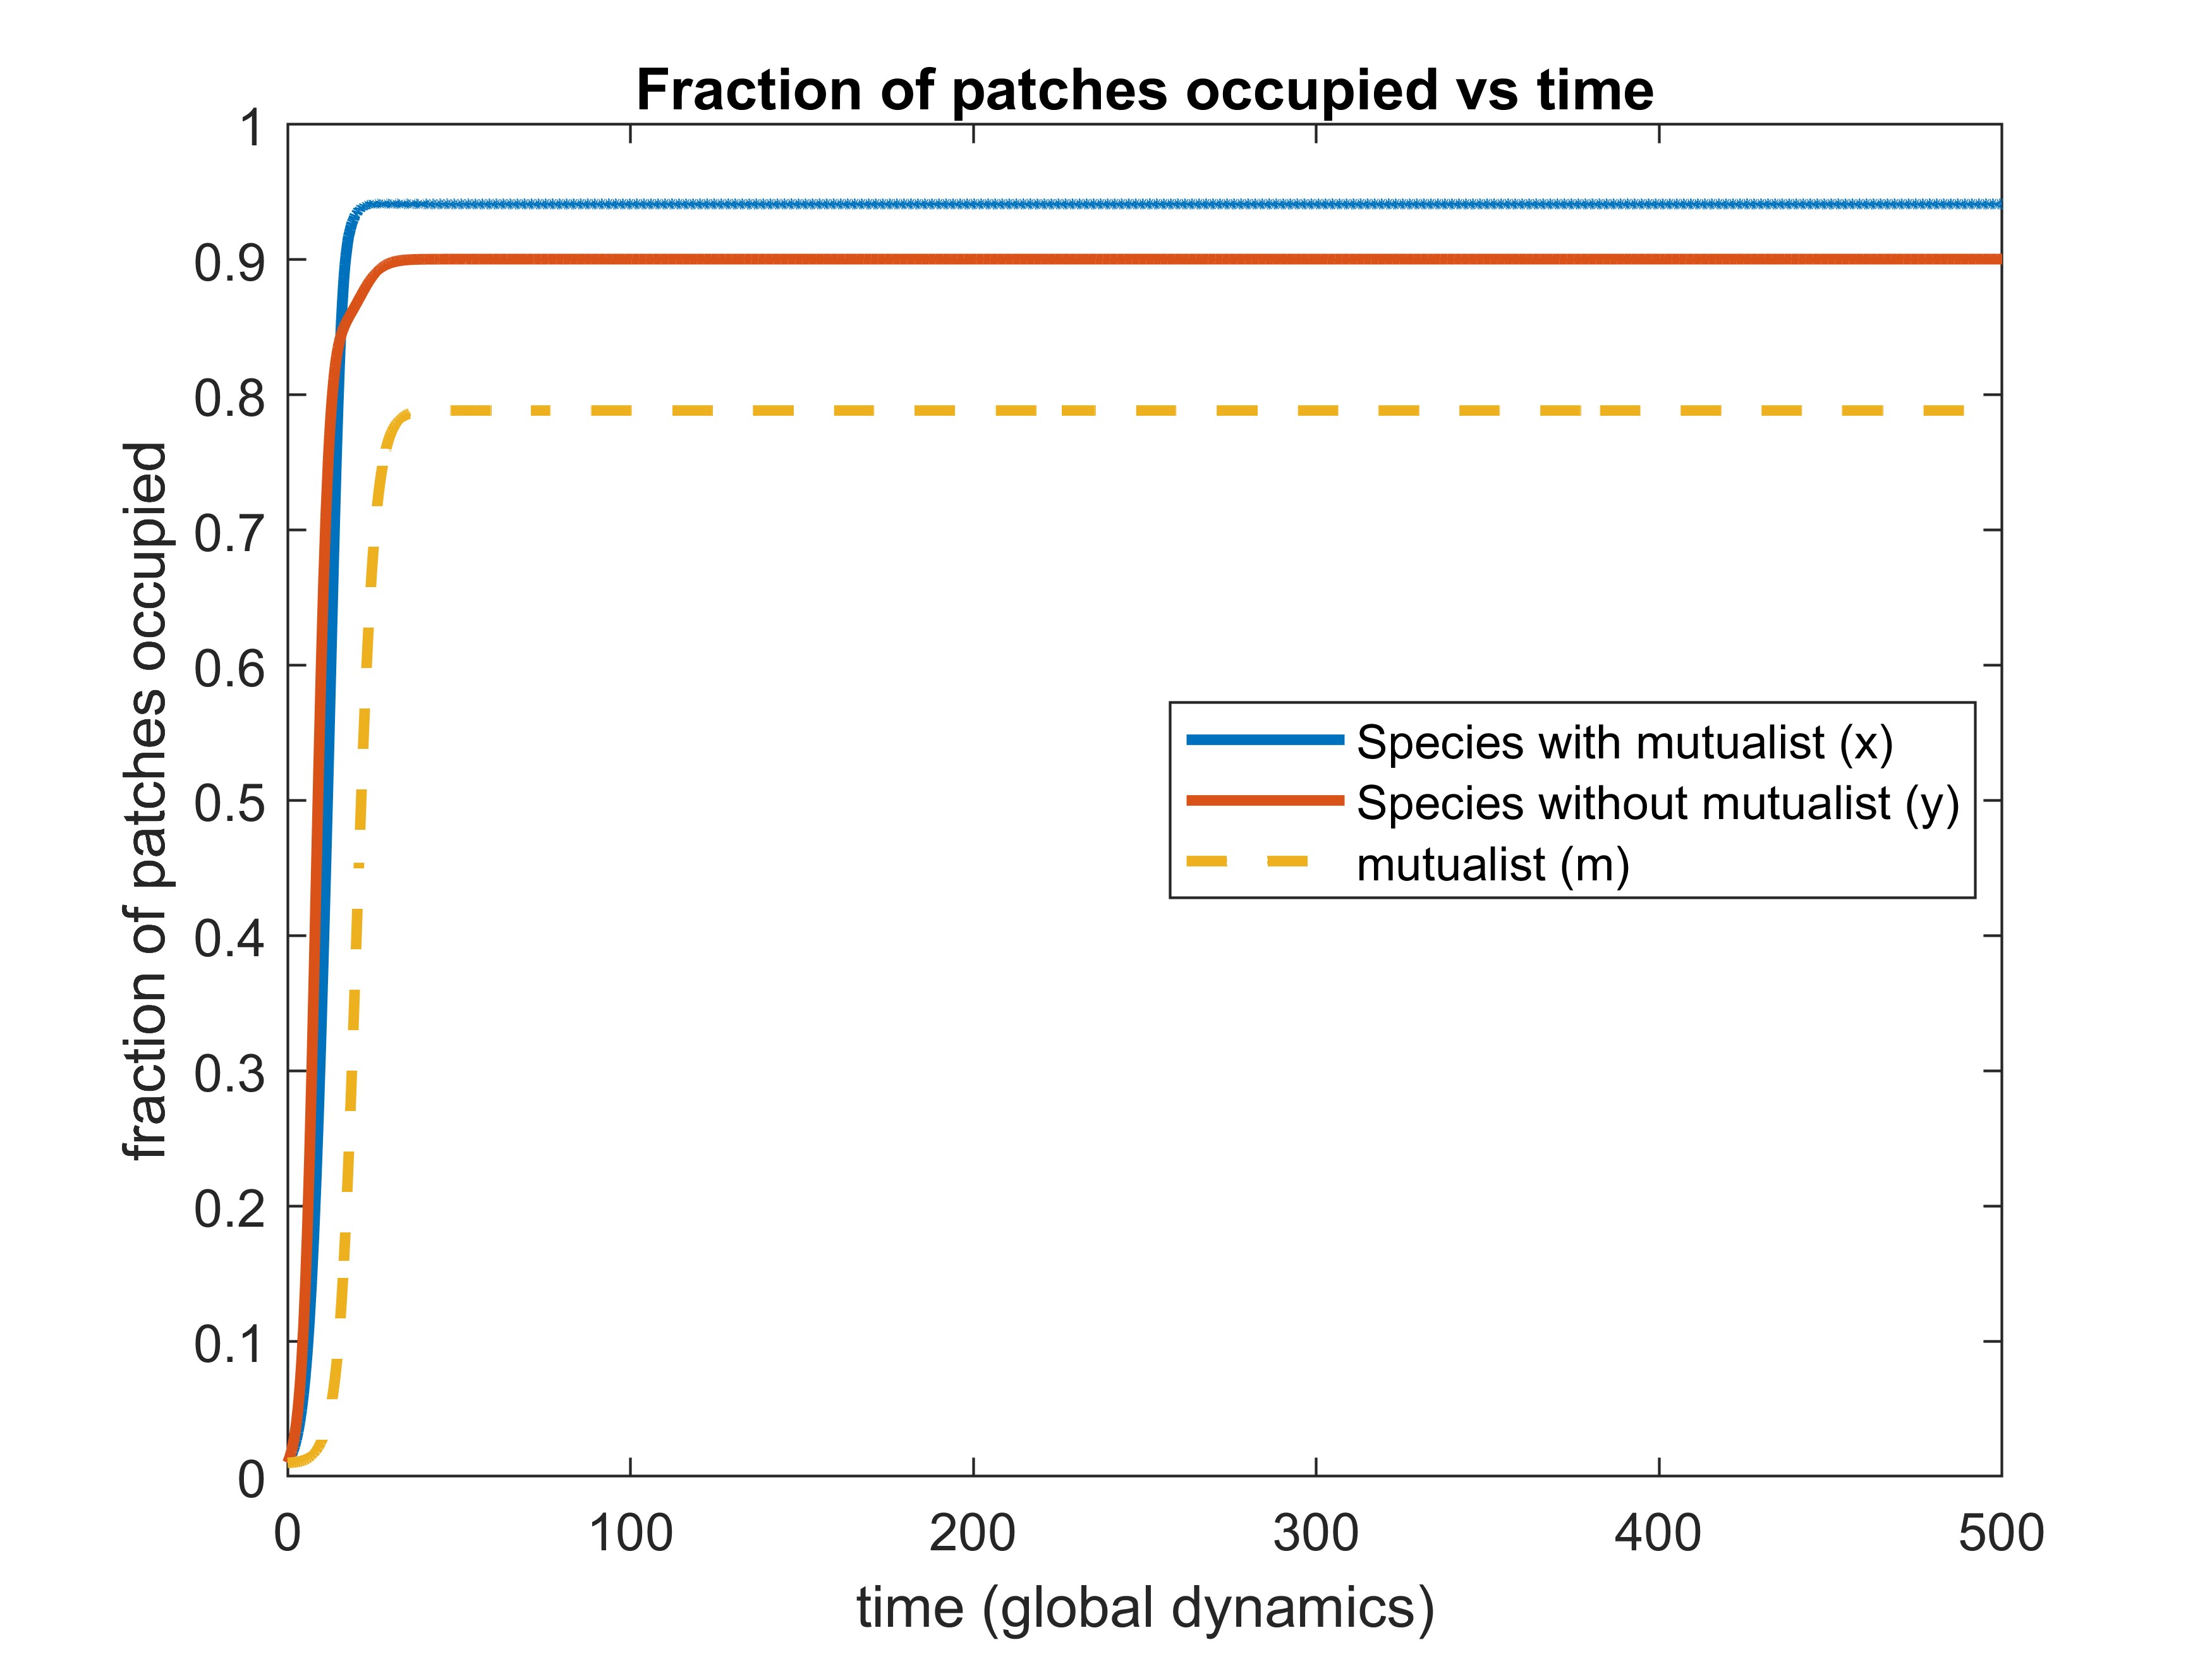 Fraction of patches occupied vs time
1
0.9
0.8
0.7
0.6
0.5
0.4
0.3
0.2
0.1
0
fraction of patches occupied
Species with mutualist (x)
Species without mutualist (y)
mutualist (m)
0 100 200 300 400 500
time (global dynamics)